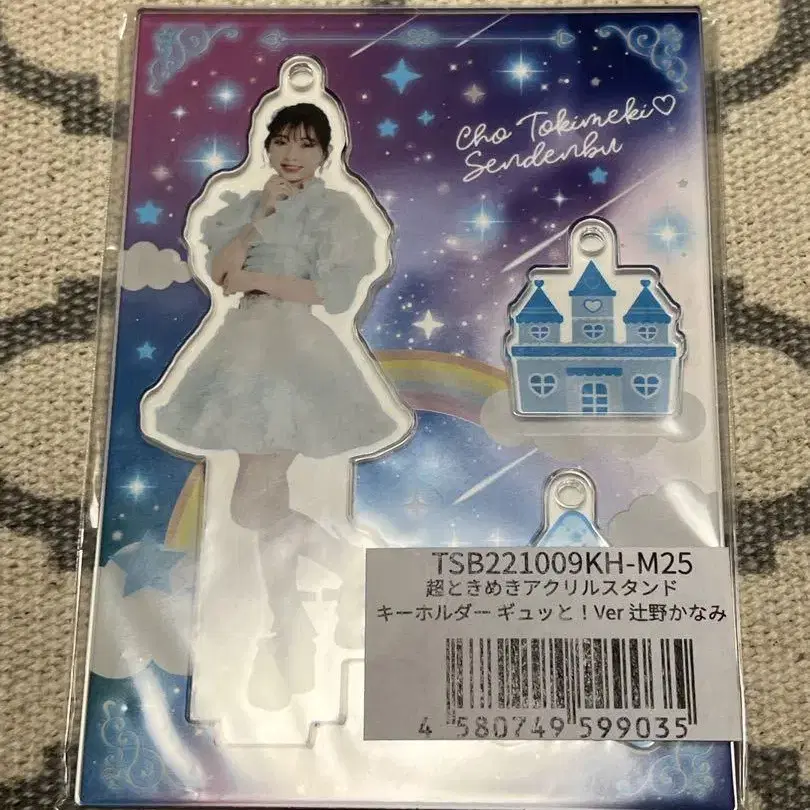 Cho Tokimeki♡
Sendenbu
TSB221009KH-M25
超ときめきアクリルスタンド
キーホルダー ギュッと！Ver 辻野かなみ
4 580749 599035